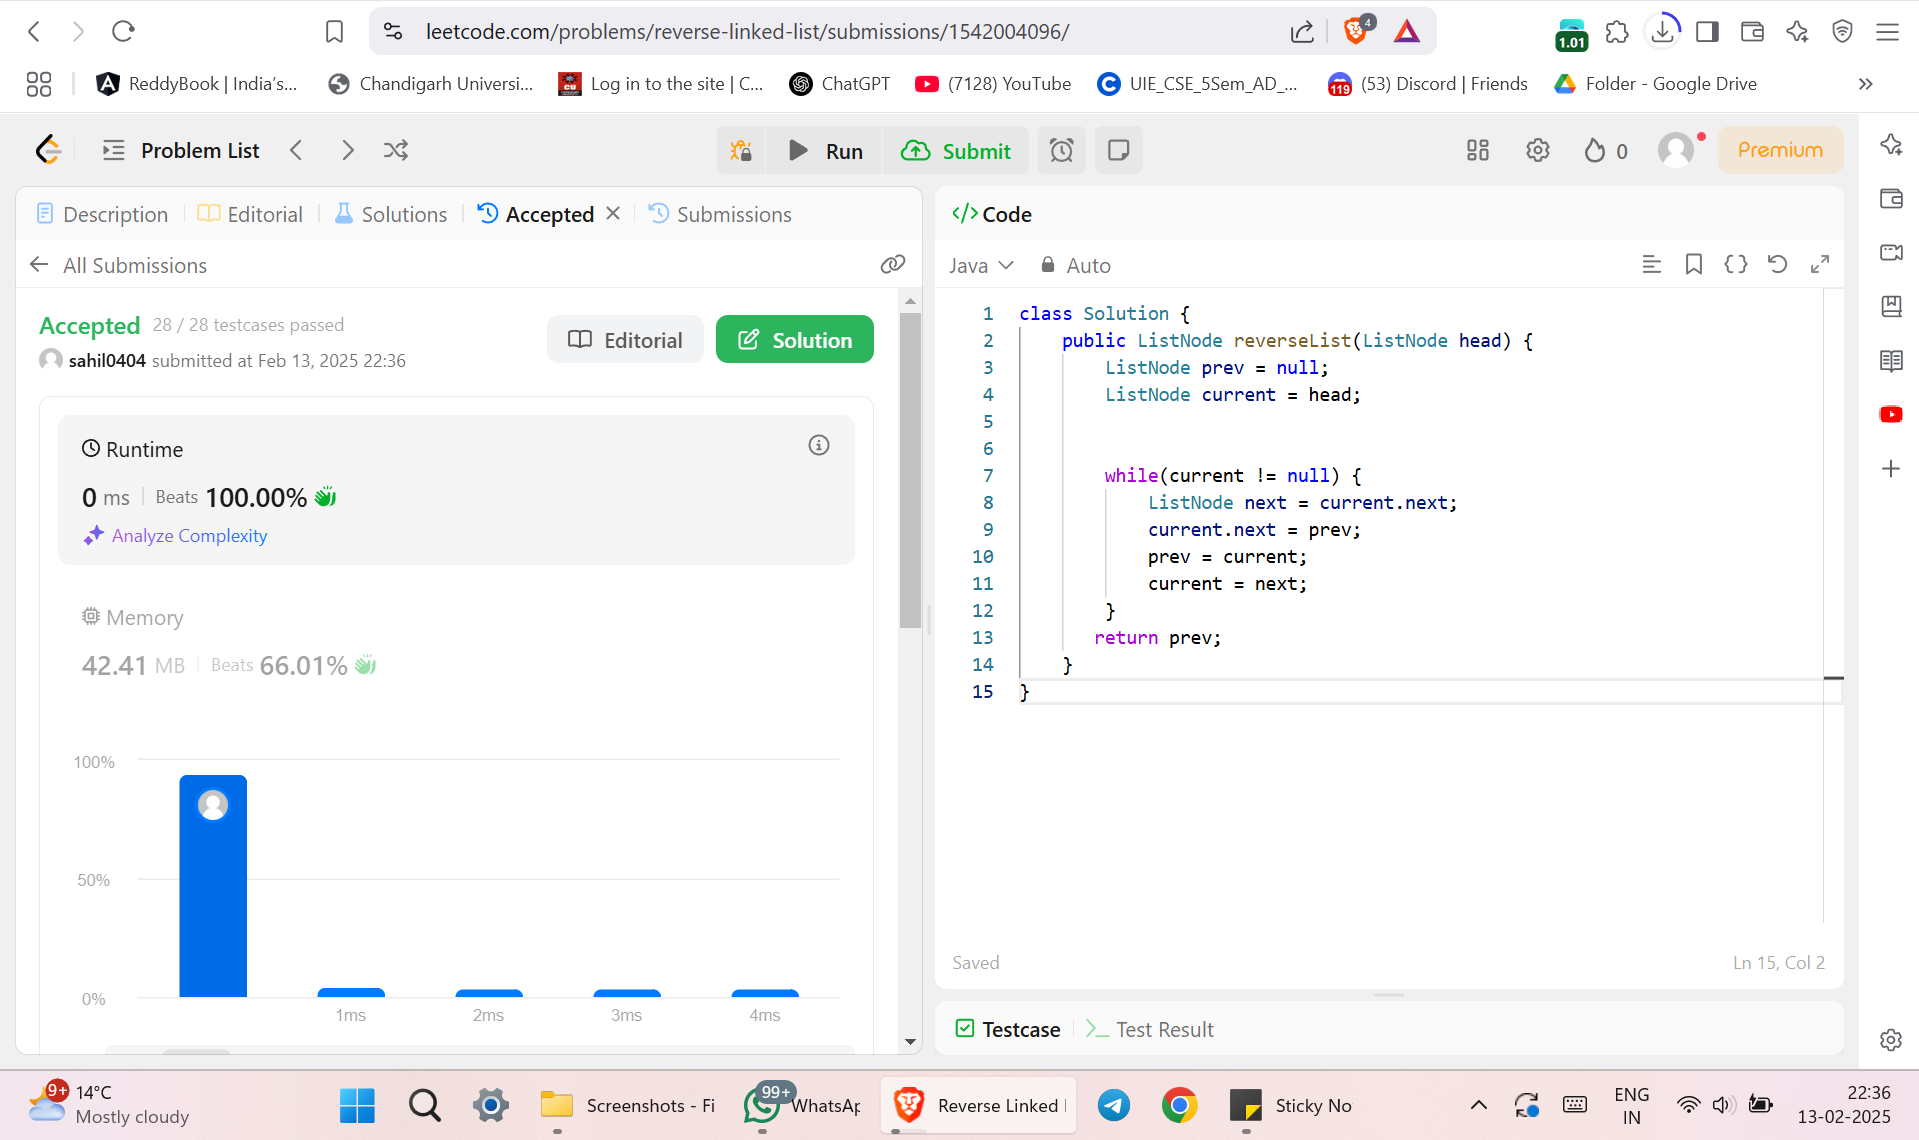 leetcode.com/problems/reverse-linked-list/submissions/1542004096/
4
1.01
ReddyBook | India's...
Chandigarh Universi...
CU
Log in to the site | C...
ChatGPT
(7128) YouTube
UIE_CSE_5Sem_AD_...
119
(53) Discord | Friends
Folder - Google Drive
Problem List
Run
Submit
0
Premium
Description
Editorial
Solutions
Accepted
Submissions
All Submissions
Accepted 28 / 28 testcases passed
sahil0404 submitted at Feb 13, 2025 22:36
Editorial
Solution
Runtime
0 ms Beats 100.00%
Analyze Complexity
Memory
42.41 MB Beats 66.01%
100%
50%
0%
1ms
2ms
3ms
4ms
</> Code
Java
Auto
1 class Solution {
2 public ListNode reverseList(ListNode head) {
3 ListNode prev = null;
4 ListNode current = head;
5
6
7 while(current != null) {
8 ListNode next = current.next;
9 current.next = prev;
10 prev = current;
11 current = next;
12 }
13 return prev;
14 }
15 }
Saved
Ln 15, Col 2
Testcase
Test Result
9+
14°C
Mostly cloudy
Screenshots - Fi
99+
WhatsAp
Reverse Linked
Sticky No
ENG
IN
22:36
13-02-2025